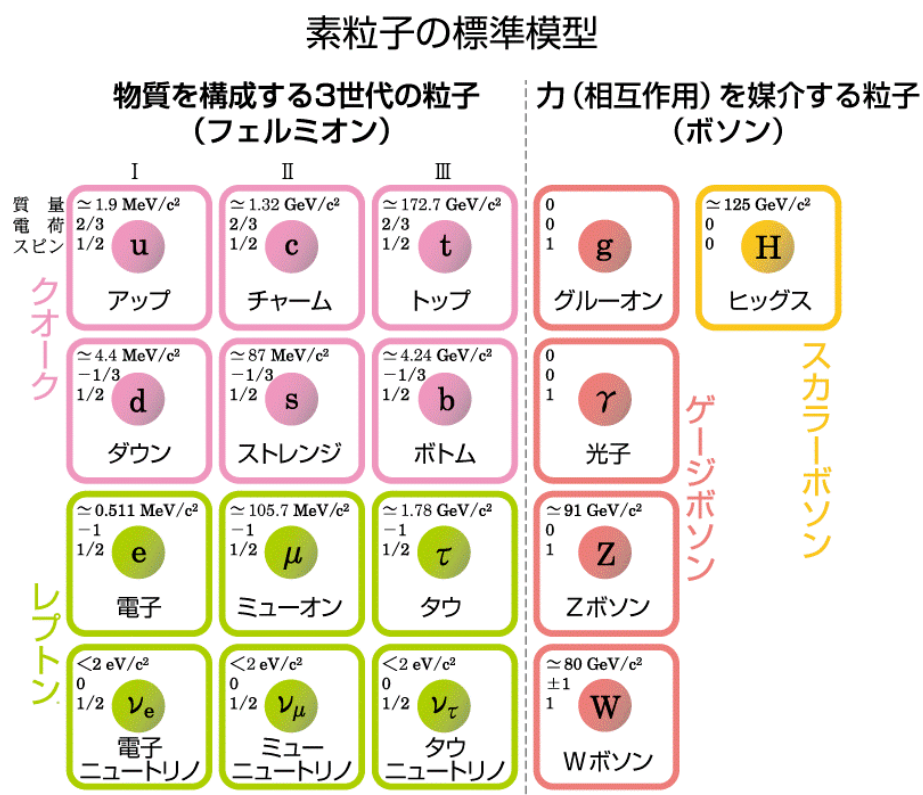 素粒子の標準模型
物質を構成する3世代の粒子
（フェルミオン）
力（相互作用）を媒介する粒子
（ボソン）
Ⅰ
Ⅱ
Ⅲ
質量
電荷
スピン
クオーク
≃1.9 MeV/c²
2/3
1/2
u
アップ
≃1.32 GeV/c²
2/3
1/2
c
チャーム
≃172.7 GeV/c²
2/3
1/2
t
トップ
0
0
1
g
グルーオン
≃125 GeV/c²
0
0
H
ヒッグス
≃4.4 MeV/c²
−1/3
1/2
d
ダウン
≃87 MeV/c²
−1/3
1/2
s
ストレンジ
≃4.24 GeV/c²
−1/3
1/2
b
ボトム
0
0
1
γ
光子
ゲージボソン
スカラーボソン
レプトン
≃0.511 MeV/c²
−1
1/2
e
電子
≃105.7 MeV/c²
−1
1/2
μ
ミューオン
≃1.78 GeV/c²
−1
1/2
τ
タウ
≃91 GeV/c²
0
1
Z
Zボソン
<2 eV/c²
0
1/2
νe
電子
ニュートリノ
<2 eV/c²
0
1/2
νμ
ミュー
ニュートリノ
<2 eV/c²
0
1/2
ντ
タウ
ニュートリノ
≃80 GeV/c²
±1
1
W
Wボソン